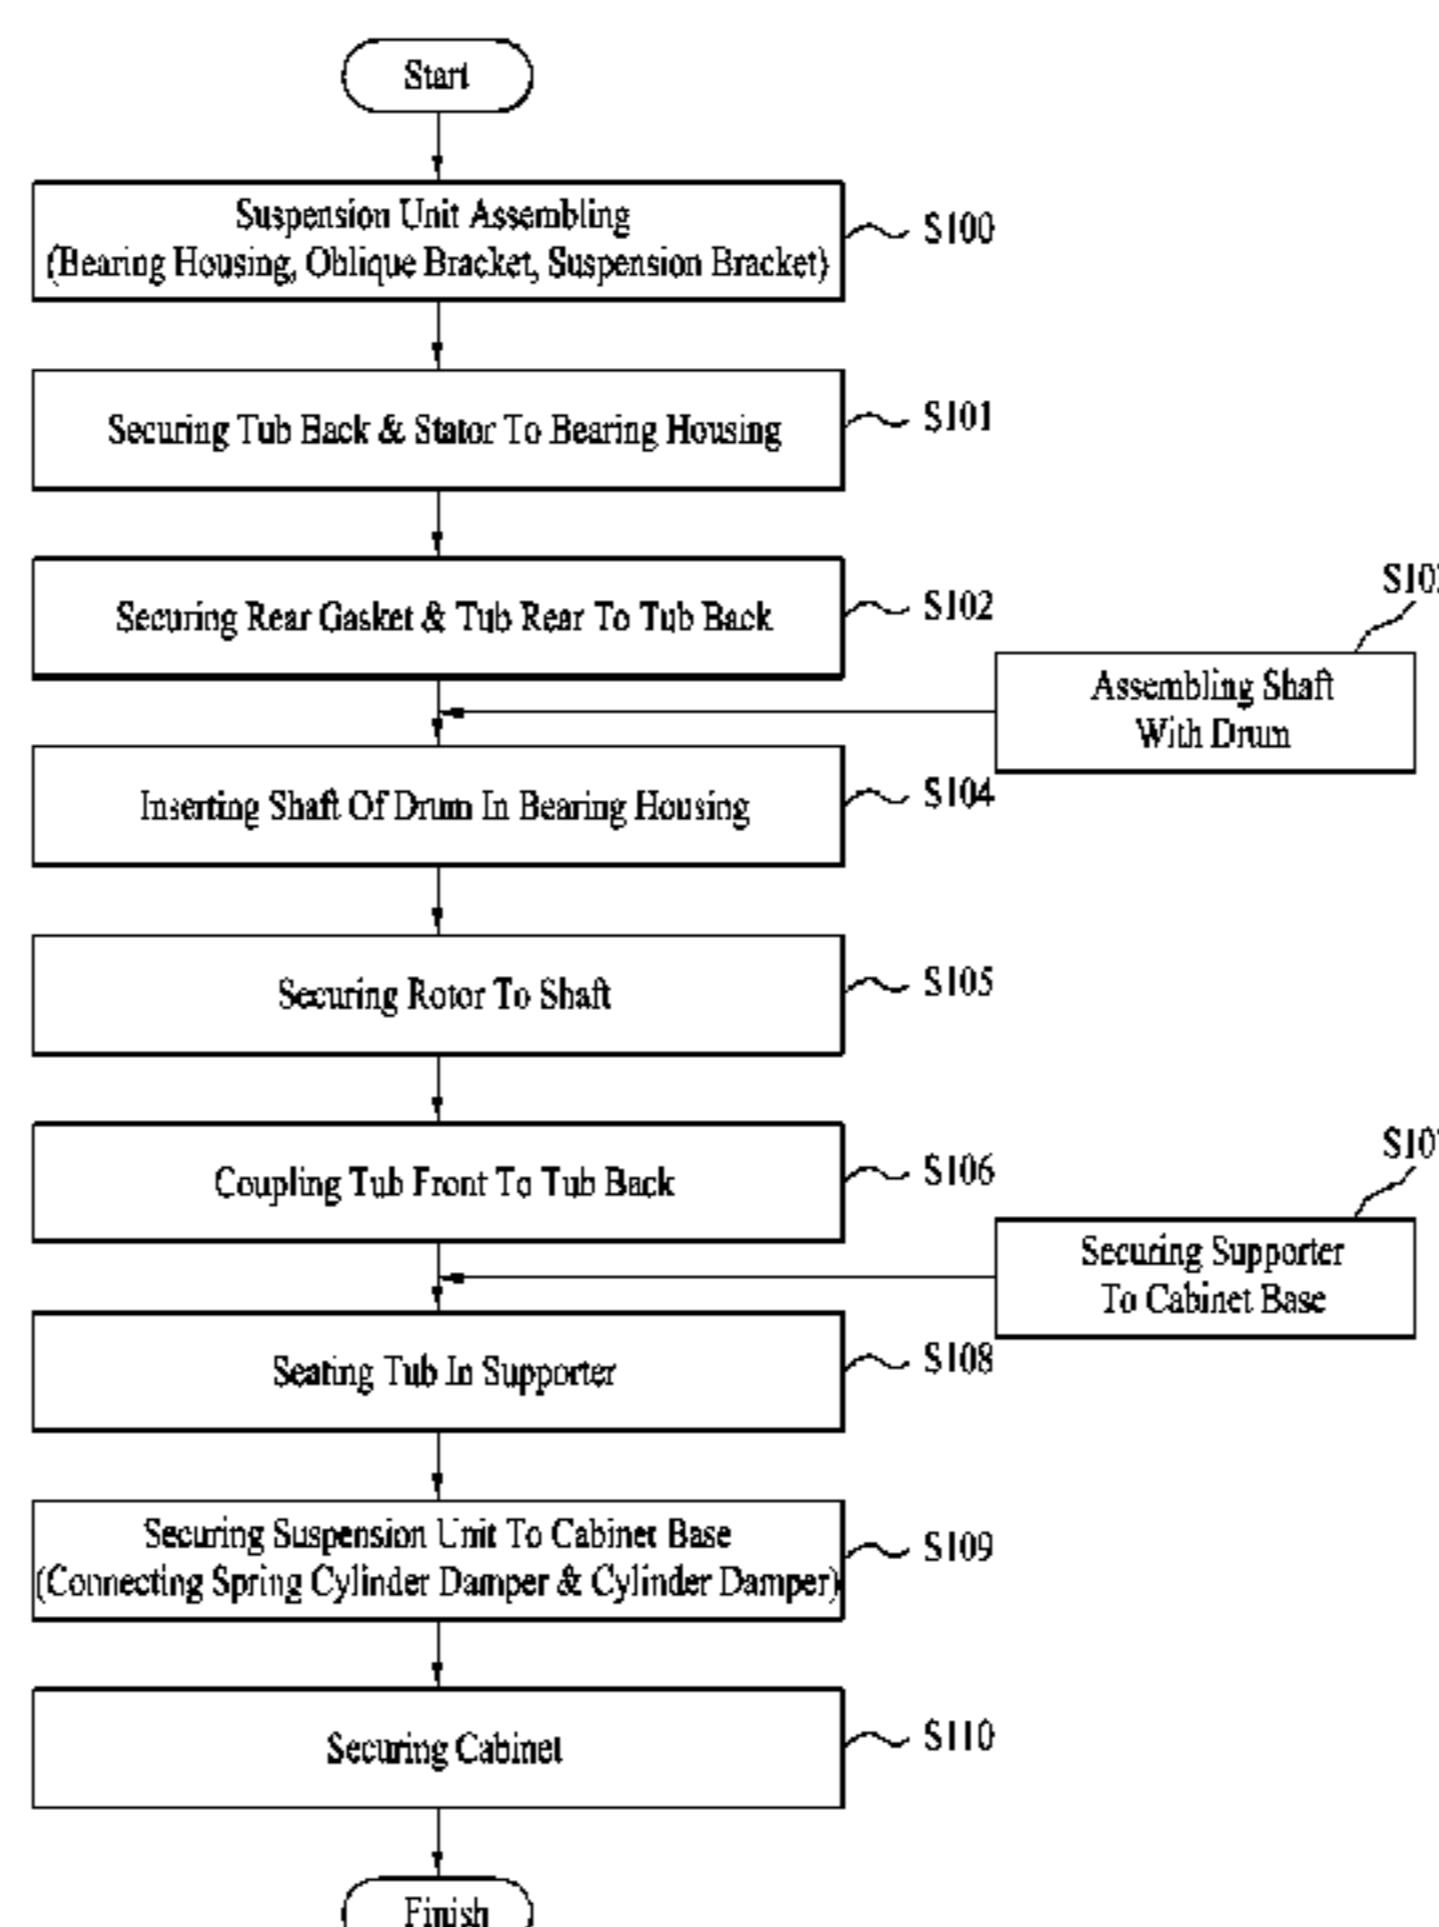 Start
Suspension Unit Assembling
(Bearing Housing, Oblique Bracket, Suspension Bracket)
S100
Securing Tub Back & Stator To Bearing Housing
S101
Securing Rear Gasket & Tub Rear To Tub Back
S102
Assembling Shaft
With Drum
Inserting Shaft Of Drum In Bearing Housing
S104
Securing Rotor To Shaft
S105
Coupling Tub Front To Tub Back
S106
Securing Supporter
To Cabinet Base
Seating Tub In Supporter
S108
Securing Suspension Unit To Cabinet Base
(Connecting Spring Cylinder Damper & Cylinder Damper)
S109
Securing Cabinet
S110
Finish